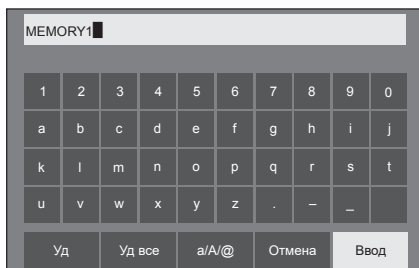 MEMORY1
1 2 3 4 5 6 7 8 9 0
a b c d e f g h i j
k l m n o p q r s t
u v w x y z . – _
Уд Уд все a/A/@ Отмена Ввод